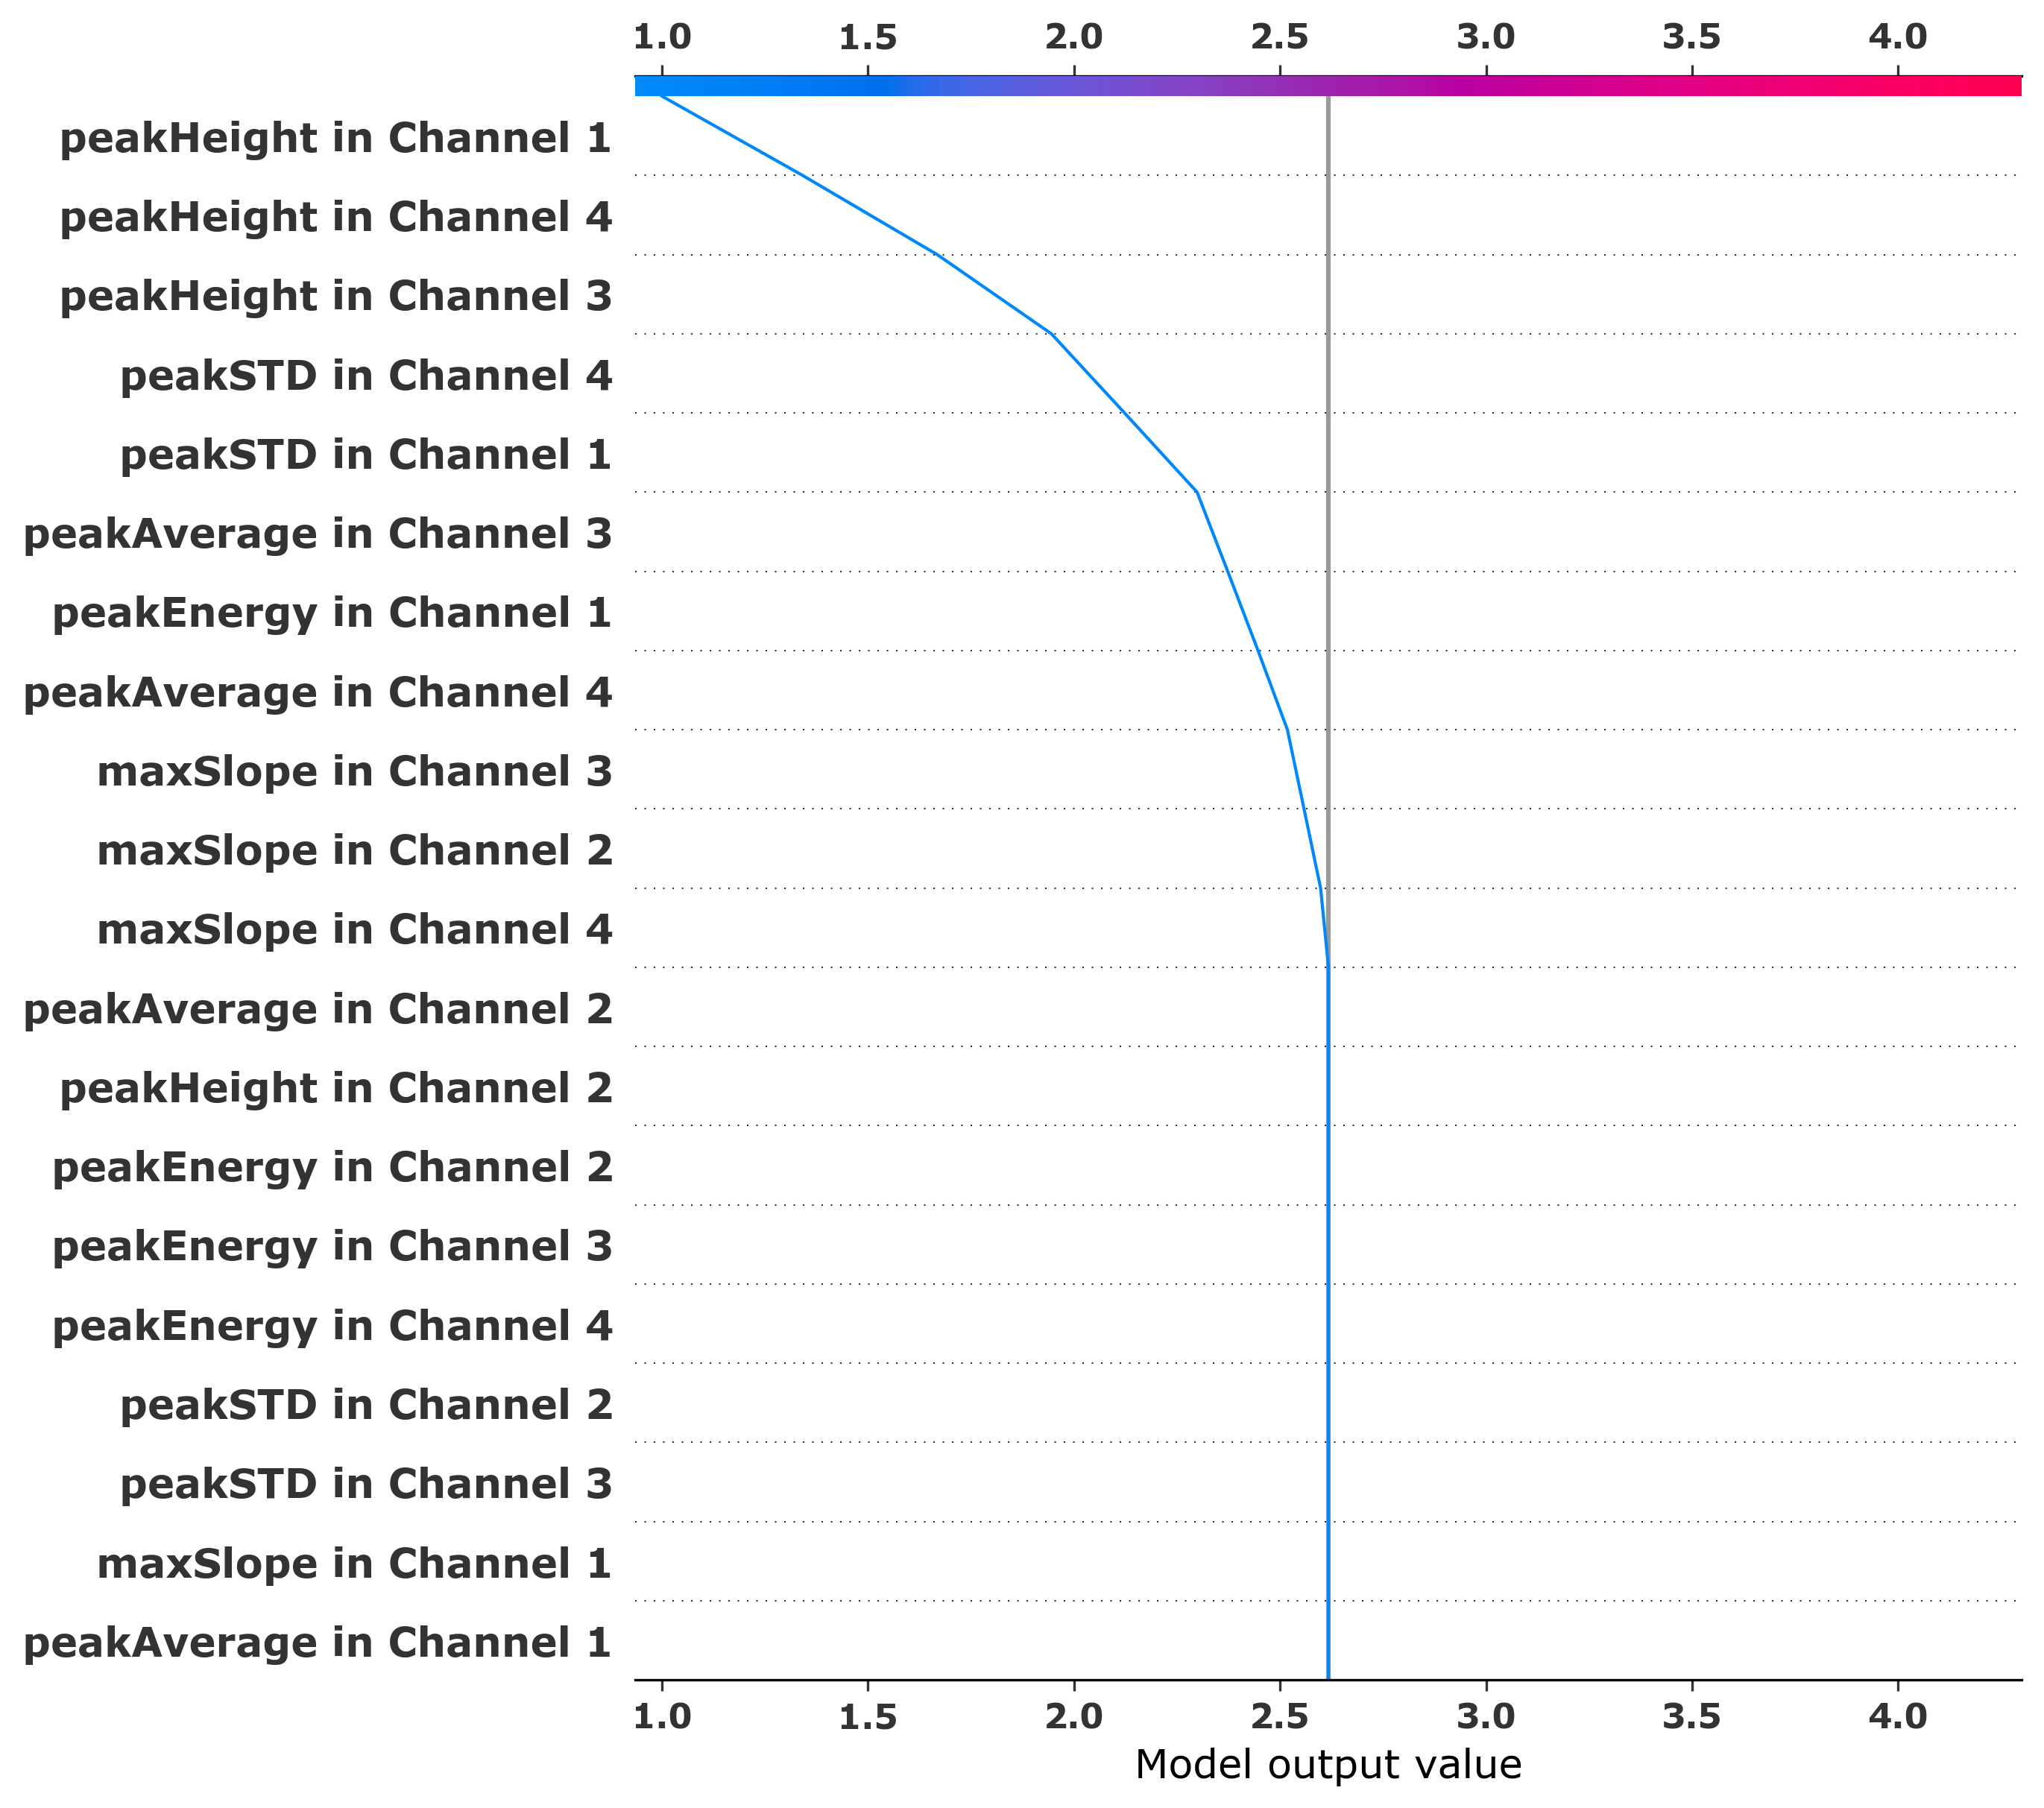 1.0 1.5 2.0 2.5 3.0 3.5 4.0
peakHeight in Channel 1
peakHeight in Channel 4
peakHeight in Channel 3
peakSTD in Channel 4
peakSTD in Channel 1
peakAverage in Channel 3
peakEnergy in Channel 1
peakAverage in Channel 4
maxSlope in Channel 3
maxSlope in Channel 2
maxSlope in Channel 4
peakAverage in Channel 2
peakHeight in Channel 2
peakEnergy in Channel 2
peakEnergy in Channel 3
peakEnergy in Channel 4
peakSTD in Channel 2
peakSTD in Channel 3
maxSlope in Channel 1
peakAverage in Channel 1
1.0 1.5 2.0 2.5 3.0 3.5 4.0
Model output value